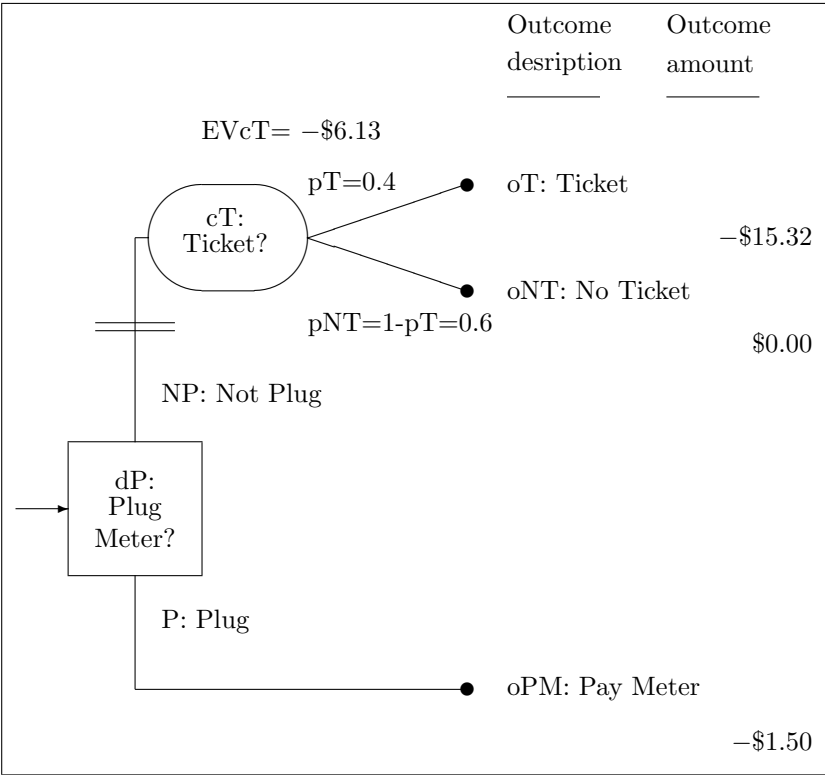 Outcome Outcome
desription amount
EVcT= −$6.13
pT=0.4
oT: Ticket
cT:
Ticket?
−$15.32
oNT: No Ticket
pNT=1-pT=0.6
$0.00
NP: Not Plug
dP:
Plug
Meter?
P: Plug
oPM: Pay Meter
−$1.50